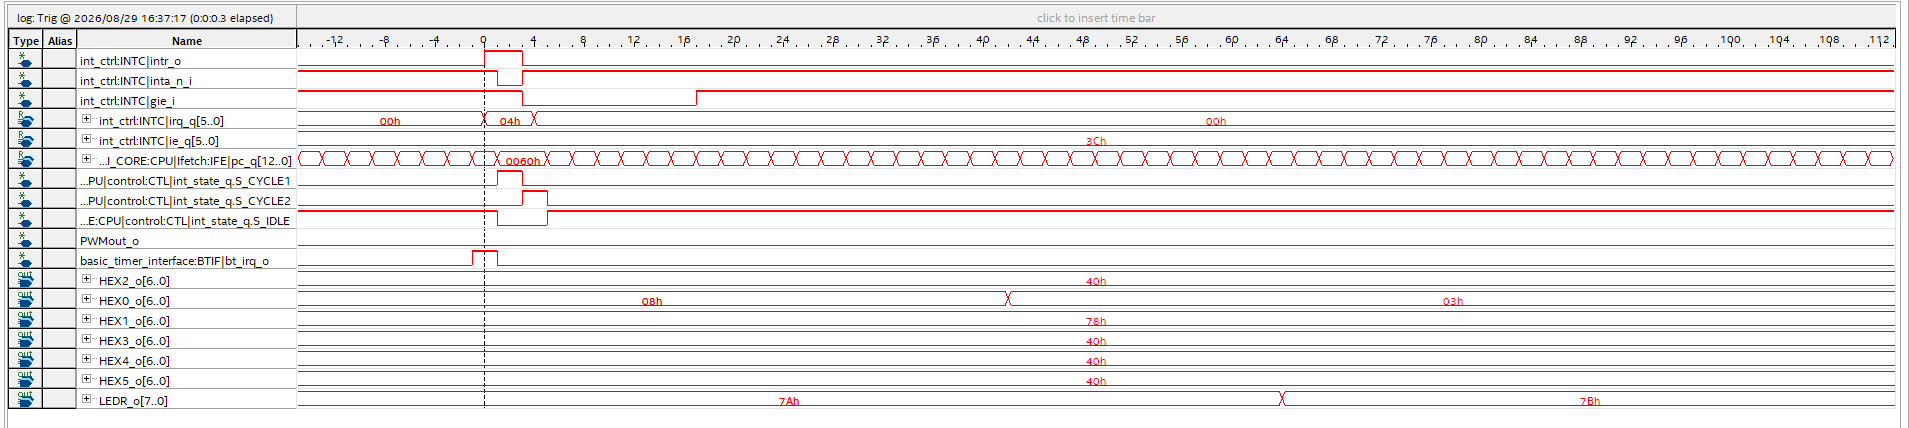 log: Trig @ 2026/08/29 16:37:17 (0:0:0.3 elapsed) click to insert time bar
Type Alias Name -12 -8 -4 0 4 8 12 16 20 24 28 32 36 40 44 48 52 56 60 64 68 72 76 80 84 88 92 96 100 104 108 112
int_ctrl:INTC|intr_o
int_ctrl:INTC|inta_n_i
int_ctrl:INTC|gie_i
int_ctrl:INTC|irq_q[5..0] 00h 04h 00h
int_ctrl:INTC|ie_q[5..0] 3Ch
...I_CORE:CPU|Ifetch:IFE|pc_q[12..0] 0060h
...PU|control:CTL|int_state_q.S_CYCLE1
...PU|control:CTL|int_state_q.S_CYCLE2
...E:CPU|control:CTL|int_state_q.S_IDLE
PWMout_o
basic_timer_interface:BTIF|bt_irq_o
HEX2_o[6..0] 40h
HEX0_o[6..0] 08h 03h
HEX1_o[6..0] 78h
HEX3_o[6..0] 40h
HEX4_o[6..0] 40h
HEX5_o[6..0] 40h
LEDR_o[7..0] 7Ah 7Bh